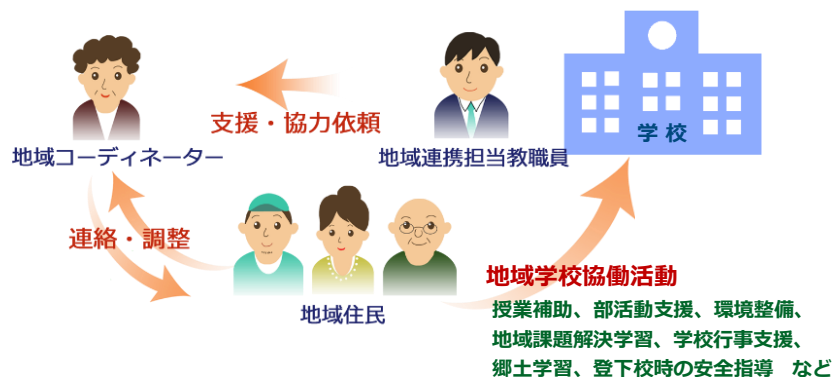 学校
支援・協力依頼
地域コーディネーター
地域連携担当教職員
連絡・調整
地域住民
地域学校協働活動
授業補助、部活動支援、環境整備、
地域課題解決学習、学校行事支援、
郷土学習、登下校時の安全指導　など